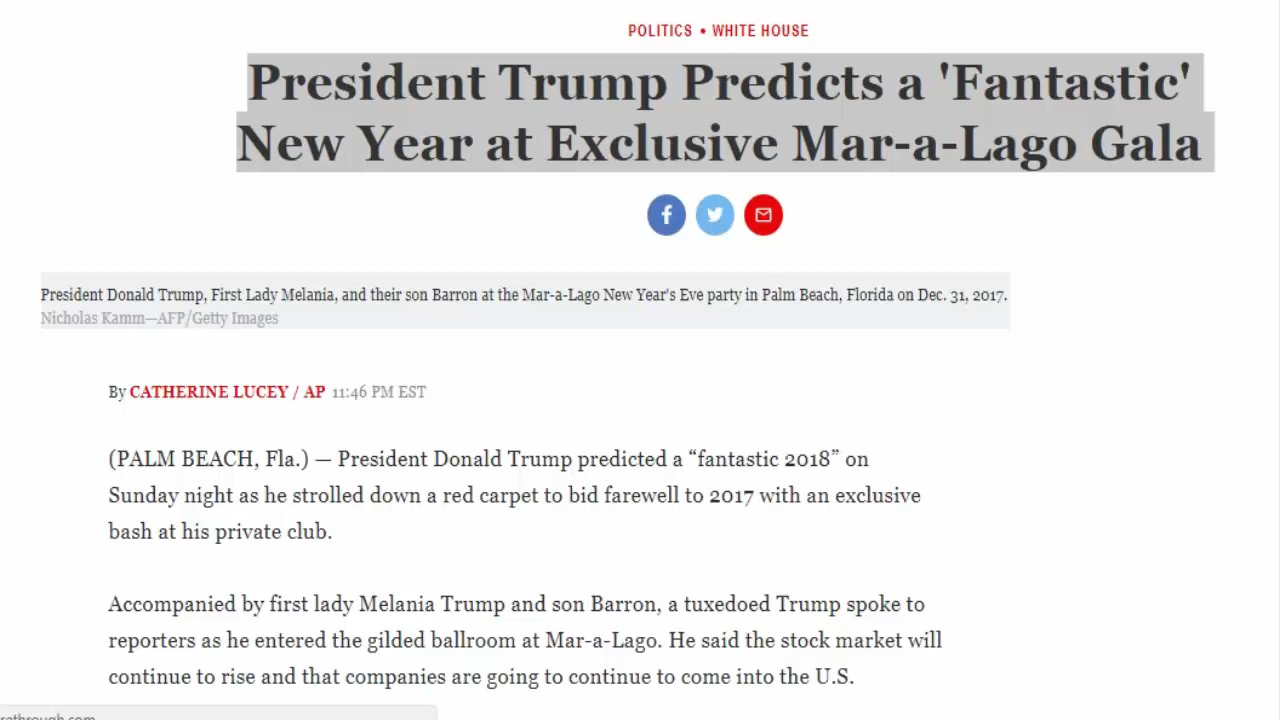 POLITICS • WHITE HOUSE
President Trump Predicts a 'Fantastic'
New Year at Exclusive Mar-a-Lago Gala
President Donald Trump, First Lady Melania, and their son Barron at the Mar-a-Lago New Year's Eve party in Palm Beach, Florida on Dec. 31, 2017.
Nicholas Kamm—AFP/Getty Images
By CATHERINE LUCEY / AP 11:46 PM EST
(PALM BEACH, Fla.) — President Donald Trump predicted a “fantastic 2018” on
Sunday night as he strolled down a red carpet to bid farewell to 2017 with an exclusive
bash at his private club.
Accompanied by first lady Melania Trump and son Barron, a tuxedoed Trump spoke to
reporters as he entered the gilded ballroom at Mar-a-Lago. He said the stock market will
continue to rise and that companies are going to continue to come into the U.S.